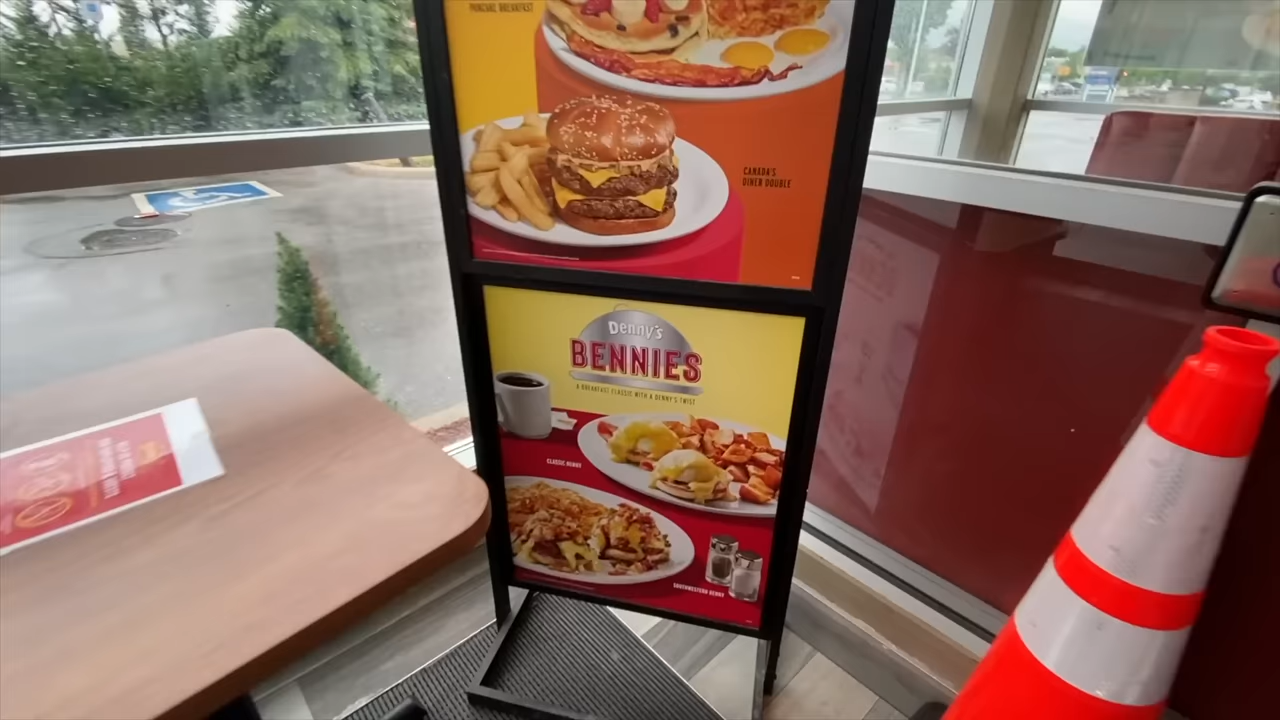 PANCAKE BREAKFAST
CANADA'S
DINER DOUBLE
Denny's
BENNIES
A BREAKFAST CLASSIC WITH A DENNY'S TWIST
CLASSIC BENNY
SOUTHWESTERN BENNY